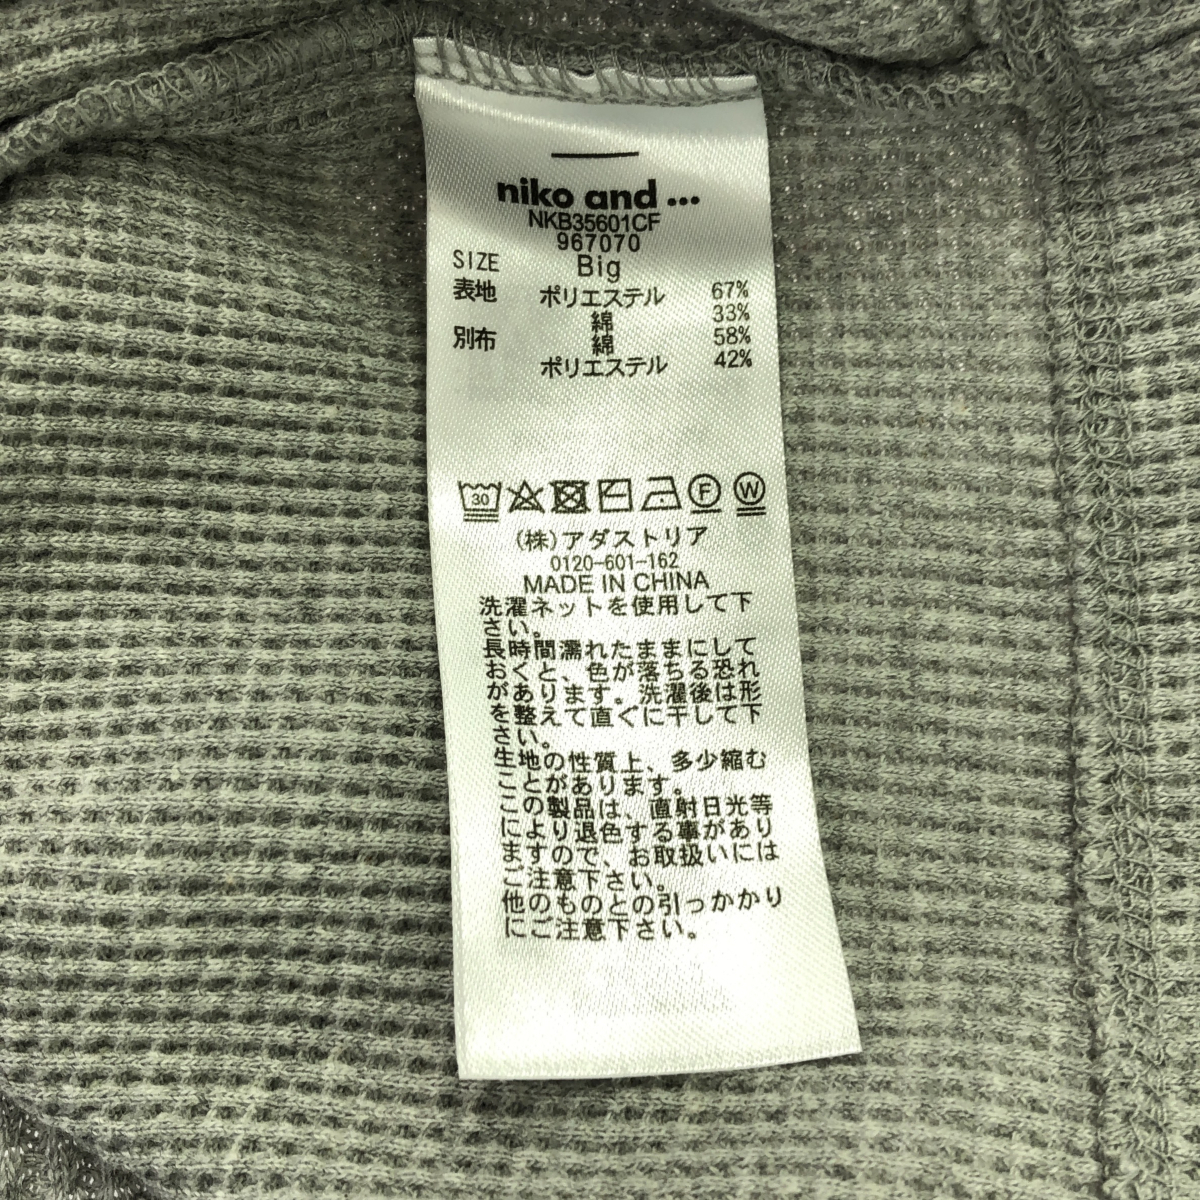 niko and ...
NKB35601CF
967070
SIZE Big
表地 ポリエステル 67%
綿 33%
別布 綿 58%
ポリエステル 42%
30 F W
(株)アダストリア
0120-601-162
MADE IN CHINA
洗濯ネットを使用して下
さい。
長時間濡れたままにして
おくと、色が落ちる恐れ
があります。洗濯後は形
を整えて直ぐに干して下
さい。
生地の性質上、多少縮む
ことがあります。
この製品は、直射日光等
により退色する事があり
ますので、お取扱いには
ご注意下さい。
他のものとの引っかかり
にご注意下さい。